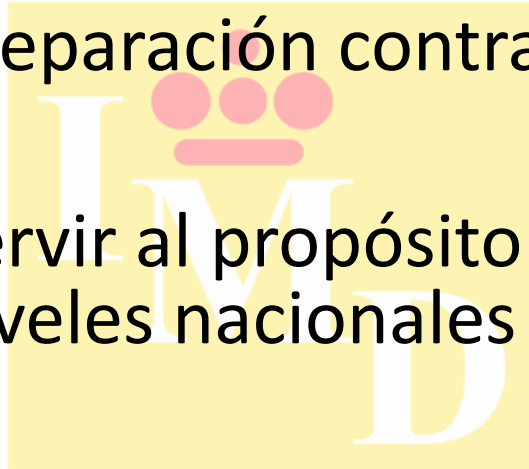 eparación contra
ervir al propósito
veles nacionales
I
M
D